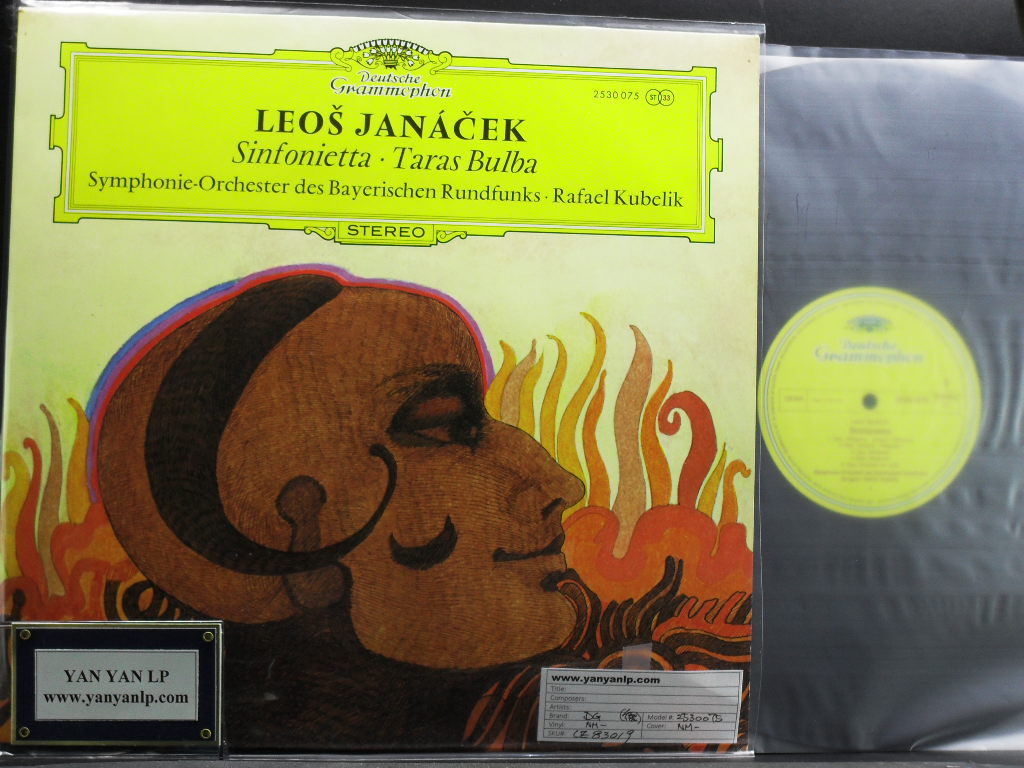 Deutsche
Grammophon
2530 075 ST 33
LEOŠ JANÁČEK
Sinfonietta · Taras Bulba
Symphonie-Orchester des Bayerischen Rundfunks · Rafael Kubelik
STEREO
Deutsche
Grammophon
YAN YAN LP
www.yanyanlp.com
www.yanyanlp.com
Title:
Composers:
Artists:
Brand: DG Model #: 2530075
Vinyl: NM- Cover: NM-
SKU#: CZ 83019